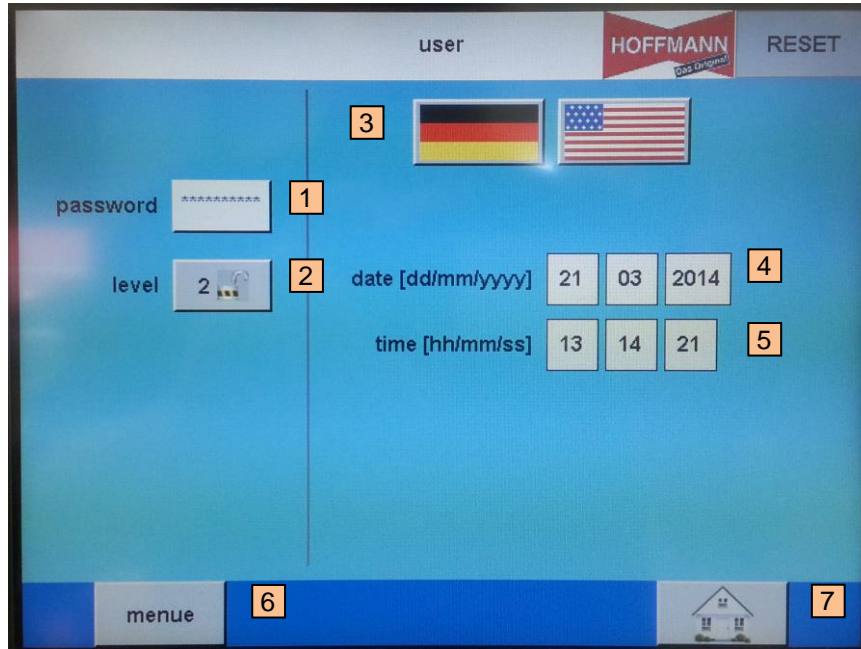 user
HOFFMANN
Das Original
RESET
3
password
**********
1
level
2
2
date [dd/mm/yyyy]
21
03
2014
4
time [hh/mm/ss]
13
14
21
5
menue
6
7